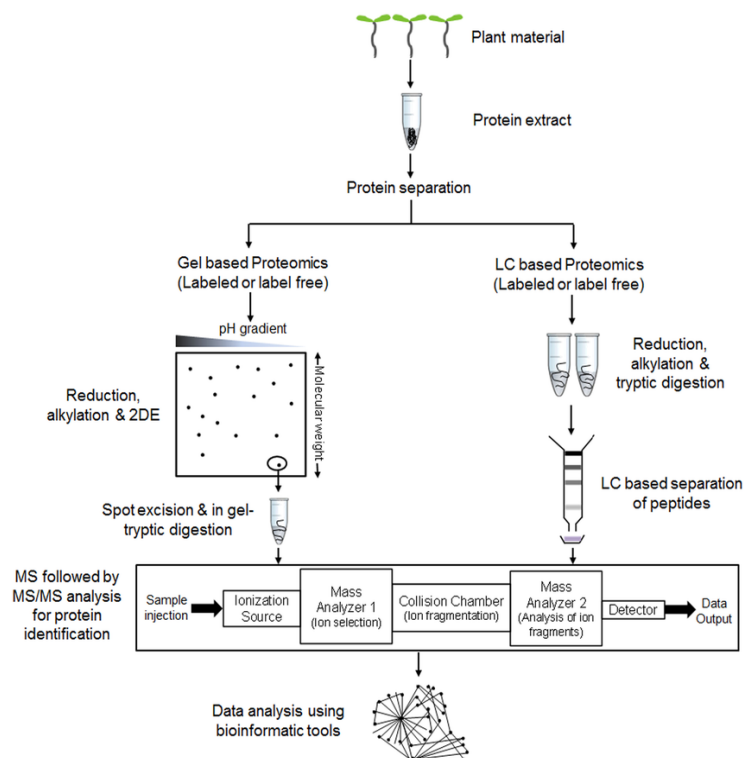 Plant material
Protein extract
Protein separation
Gel based Proteomics
(Labeled or label free)
LC based Proteomics
(Labeled or label free)
pH gradient
Molecular weight
Reduction,
alkylation & 2DE
Reduction,
alkylation &
tryptic digestion
Spot excision & in gel-
tryptic digestion
LC based separation
of peptides
MS followed by
MS/MS analysis
for protein
identification
Sample
injection
Ionization
Source
Mass
Analyzer 1
(Ion selection)
Collision Chamber
(Ion fragmentation)
Mass
Analyzer 2
(Analysis of ion
fragments)
Detector
Data
Output
Data analysis using
bioinformatic tools